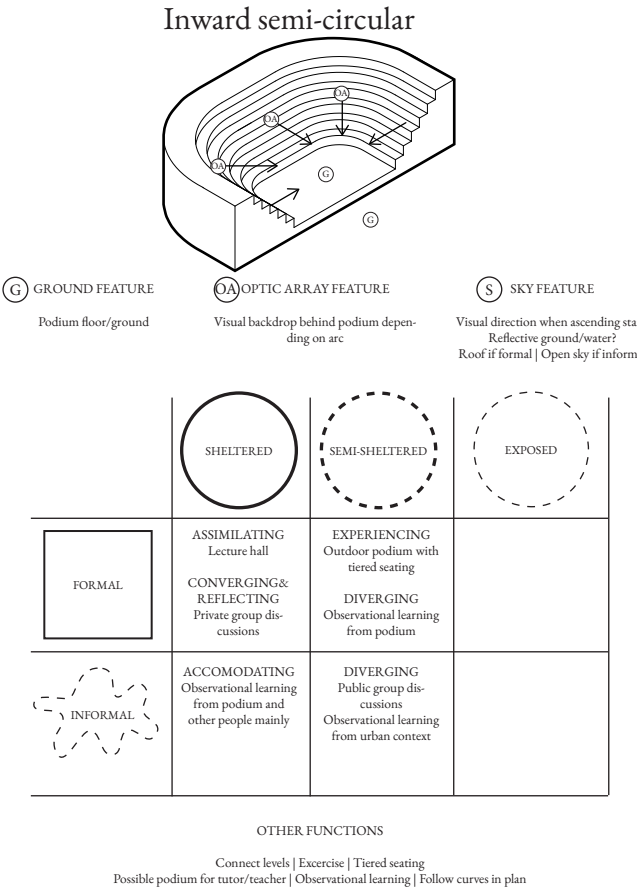 Inward semi-circular
OA
OA
OA
G
G
G GROUND FEATURE
Podium floor/ground
OA OPTIC ARRAY FEATURE
Visual backdrop behind podium depen-
ding on arc
S SKY FEATURE
Visual direction when ascending sta
Reflective ground/water?
Roof if formal | Open sky if inform
SHELTERED
SEMI-SHELTERED
EXPOSED
FORMAL
ASSIMILATING
Lecture hall
CONVERGING&
REFLECTING
Private group dis-
cussions
EXPERIENCING
Outdoor podium with
tiered seating
DIVERGING
Observational learning
from podium
INFORMAL
ACCOMODATING
Observational learning
from podium and
other people mainly
DIVERGING
Public group dis-
cussions
Observational learning
from urban context
OTHER FUNCTIONS
Connect levels | Excercise | Tiered seating
Possible podium for tutor/teacher | Observational learning | Follow curves in plan